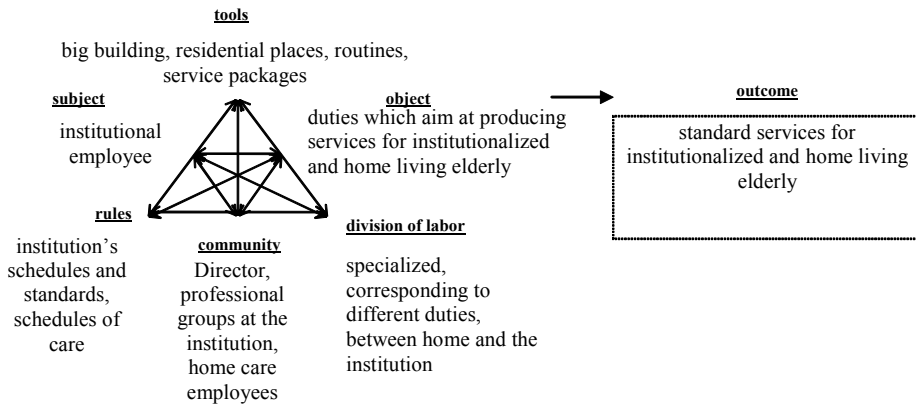 tools
big building, residential places, routines,
service packages
subject
institutional
employee
object
duties which aim at producing
services for institutionalized
and home living elderly
outcome
standard services for
institutionalized and home living
elderly
rules
institution’s
schedules and
standards,
schedules of
care
community
Director,
professional
groups at the
institution,
home care
employees
division of labor
specialized,
corresponding to
different duties,
between home and the
institution